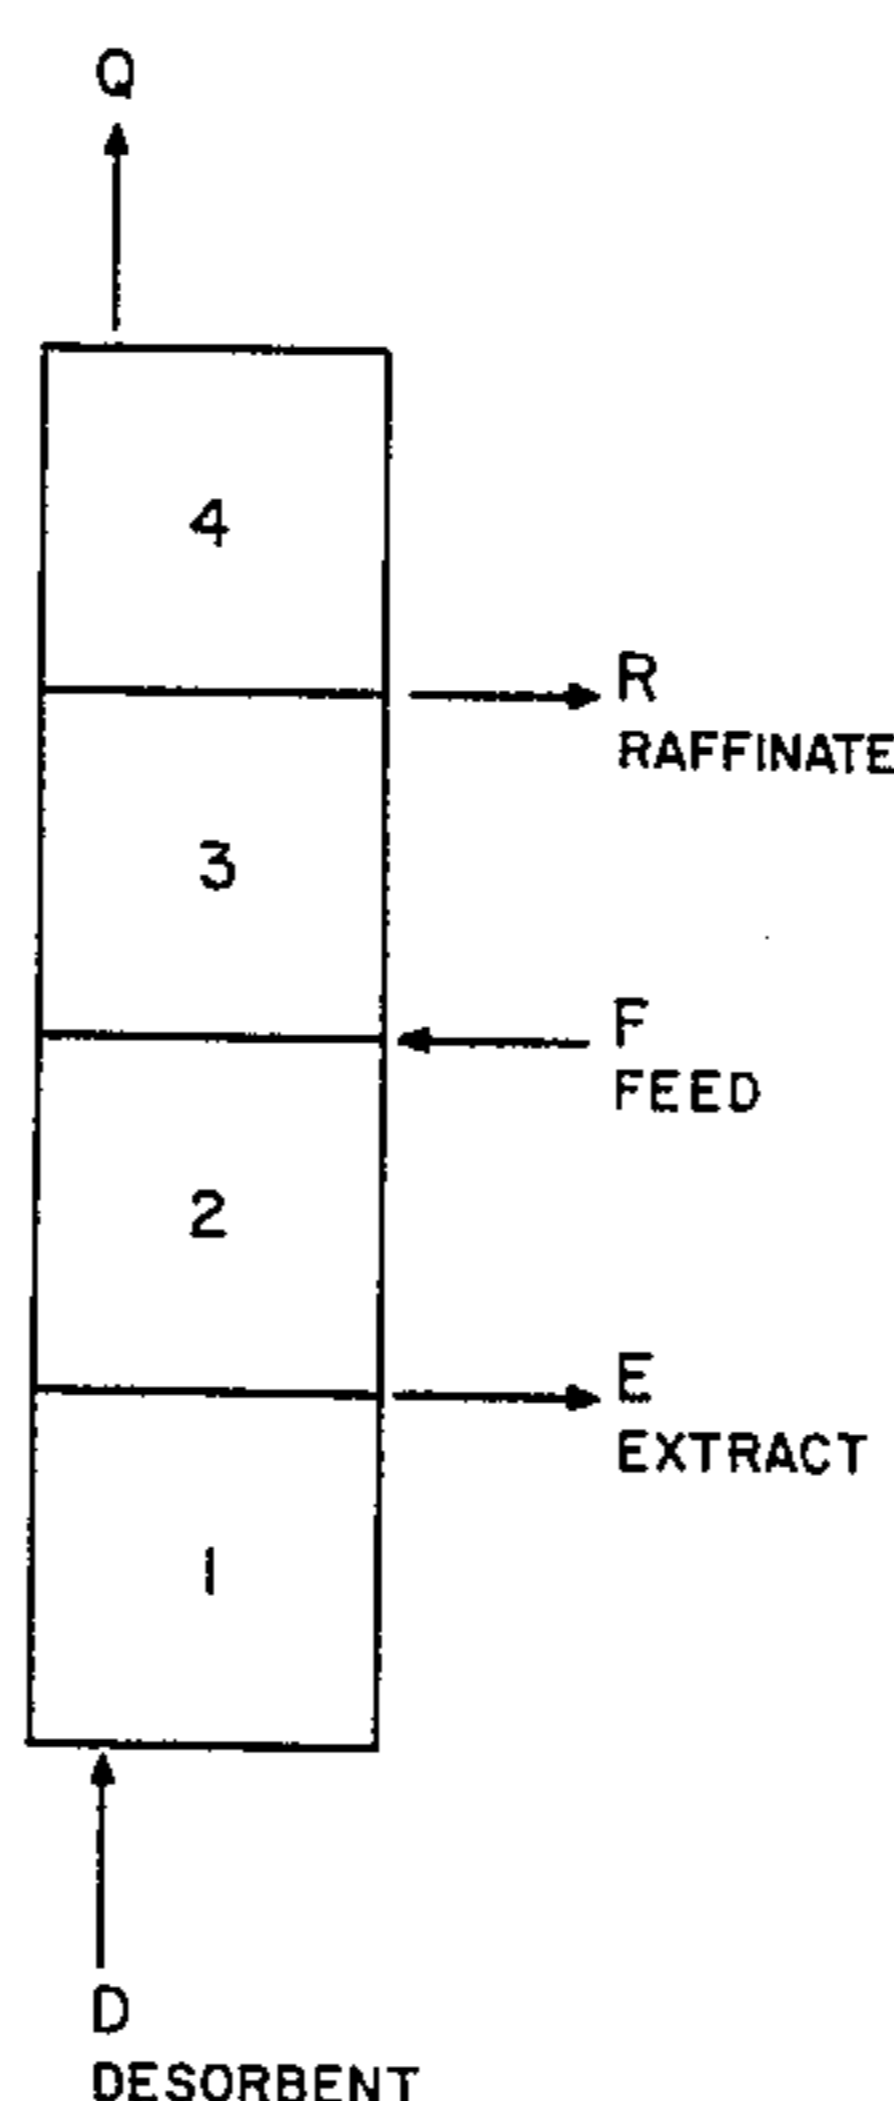 Q
4
R
RAFFINATE
3
F
FEED
2
E
EXTRACT
1
D
DESORBENT